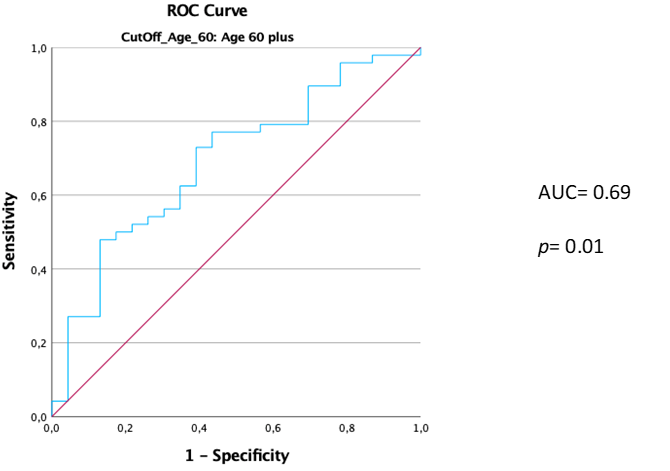 ROC Curve
CutOff_Age_60: Age 60 plus
1,0
0,8
0,6
0,4
0,2
0,0
Sensitivity
0,0 0,2 0,4 0,6 0,8 1,0
1 - Specificity
AUC= 0.69
p= 0.01